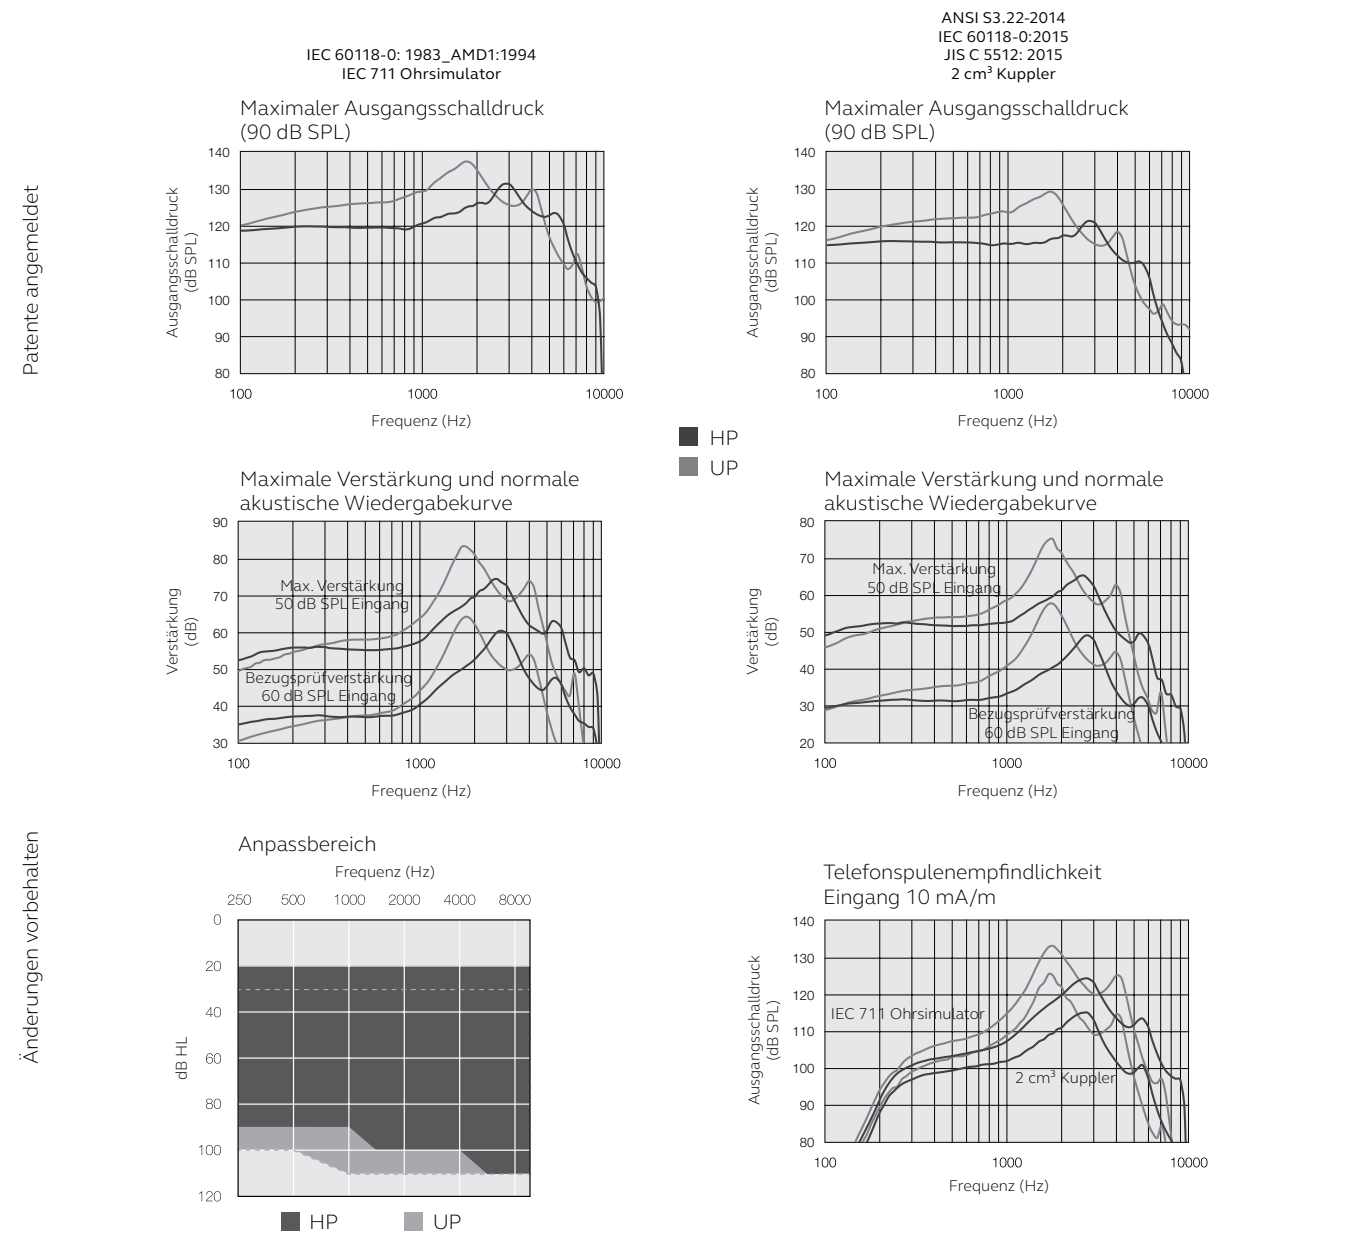 ANSI S3.22-2014
IEC 60118-0:2015
JIS C 5512: 2015
2 cm³ Kuppler
IEC 60118-0: 1983_AMD1:1994
IEC 711 Ohrsimulator
Patente angemeldet
Änderungen vorbehalten
Maximaler Ausgangsschalldruck
(90 dB SPL)
140
130
120
110
100
90
80
Ausgangsschalldruck
(dB SPL)
100 1000 10000
Frequenz (Hz)
Maximaler Ausgangsschalldruck
(90 dB SPL)
140
130
120
110
100
90
80
Ausgangsschalldruck
(dB SPL)
100 1000 10000
Frequenz (Hz)
HP
UP
Maximale Verstärkung und normale
akustische Wiedergabekurve
90
80
70
60
50
40
30
Verstärkung
(dB)
Max. Verstärkung
50 dB SPL Eingang
Bezugsprüfverstärkung
60 dB SPL Eingang
100 1000 10000
Frequenz (Hz)
Maximale Verstärkung und normale
akustische Wiedergabekurve
80
70
60
50
40
30
20
Verstärkung
(dB)
Max. Verstärkung
50 dB SPL Eingang
Bezugsprüfverstärkung
60 dB SPL Eingang
100 1000 10000
Frequenz (Hz)
Anpassbereich
Frequenz (Hz)
250 500 1000 2000 4000 8000
0
20
40
60
80
100
120
dB HL
HP UP
Telefonspulenempfindlichkeit
Eingang 10 mA/m
140
130
120
110
100
90
80
Ausgangsschalldruck
(dB SPL)
IEC 711 Ohrsimulator
2 cm³ Kuppler
100 1000 10000
Frequenz (Hz)